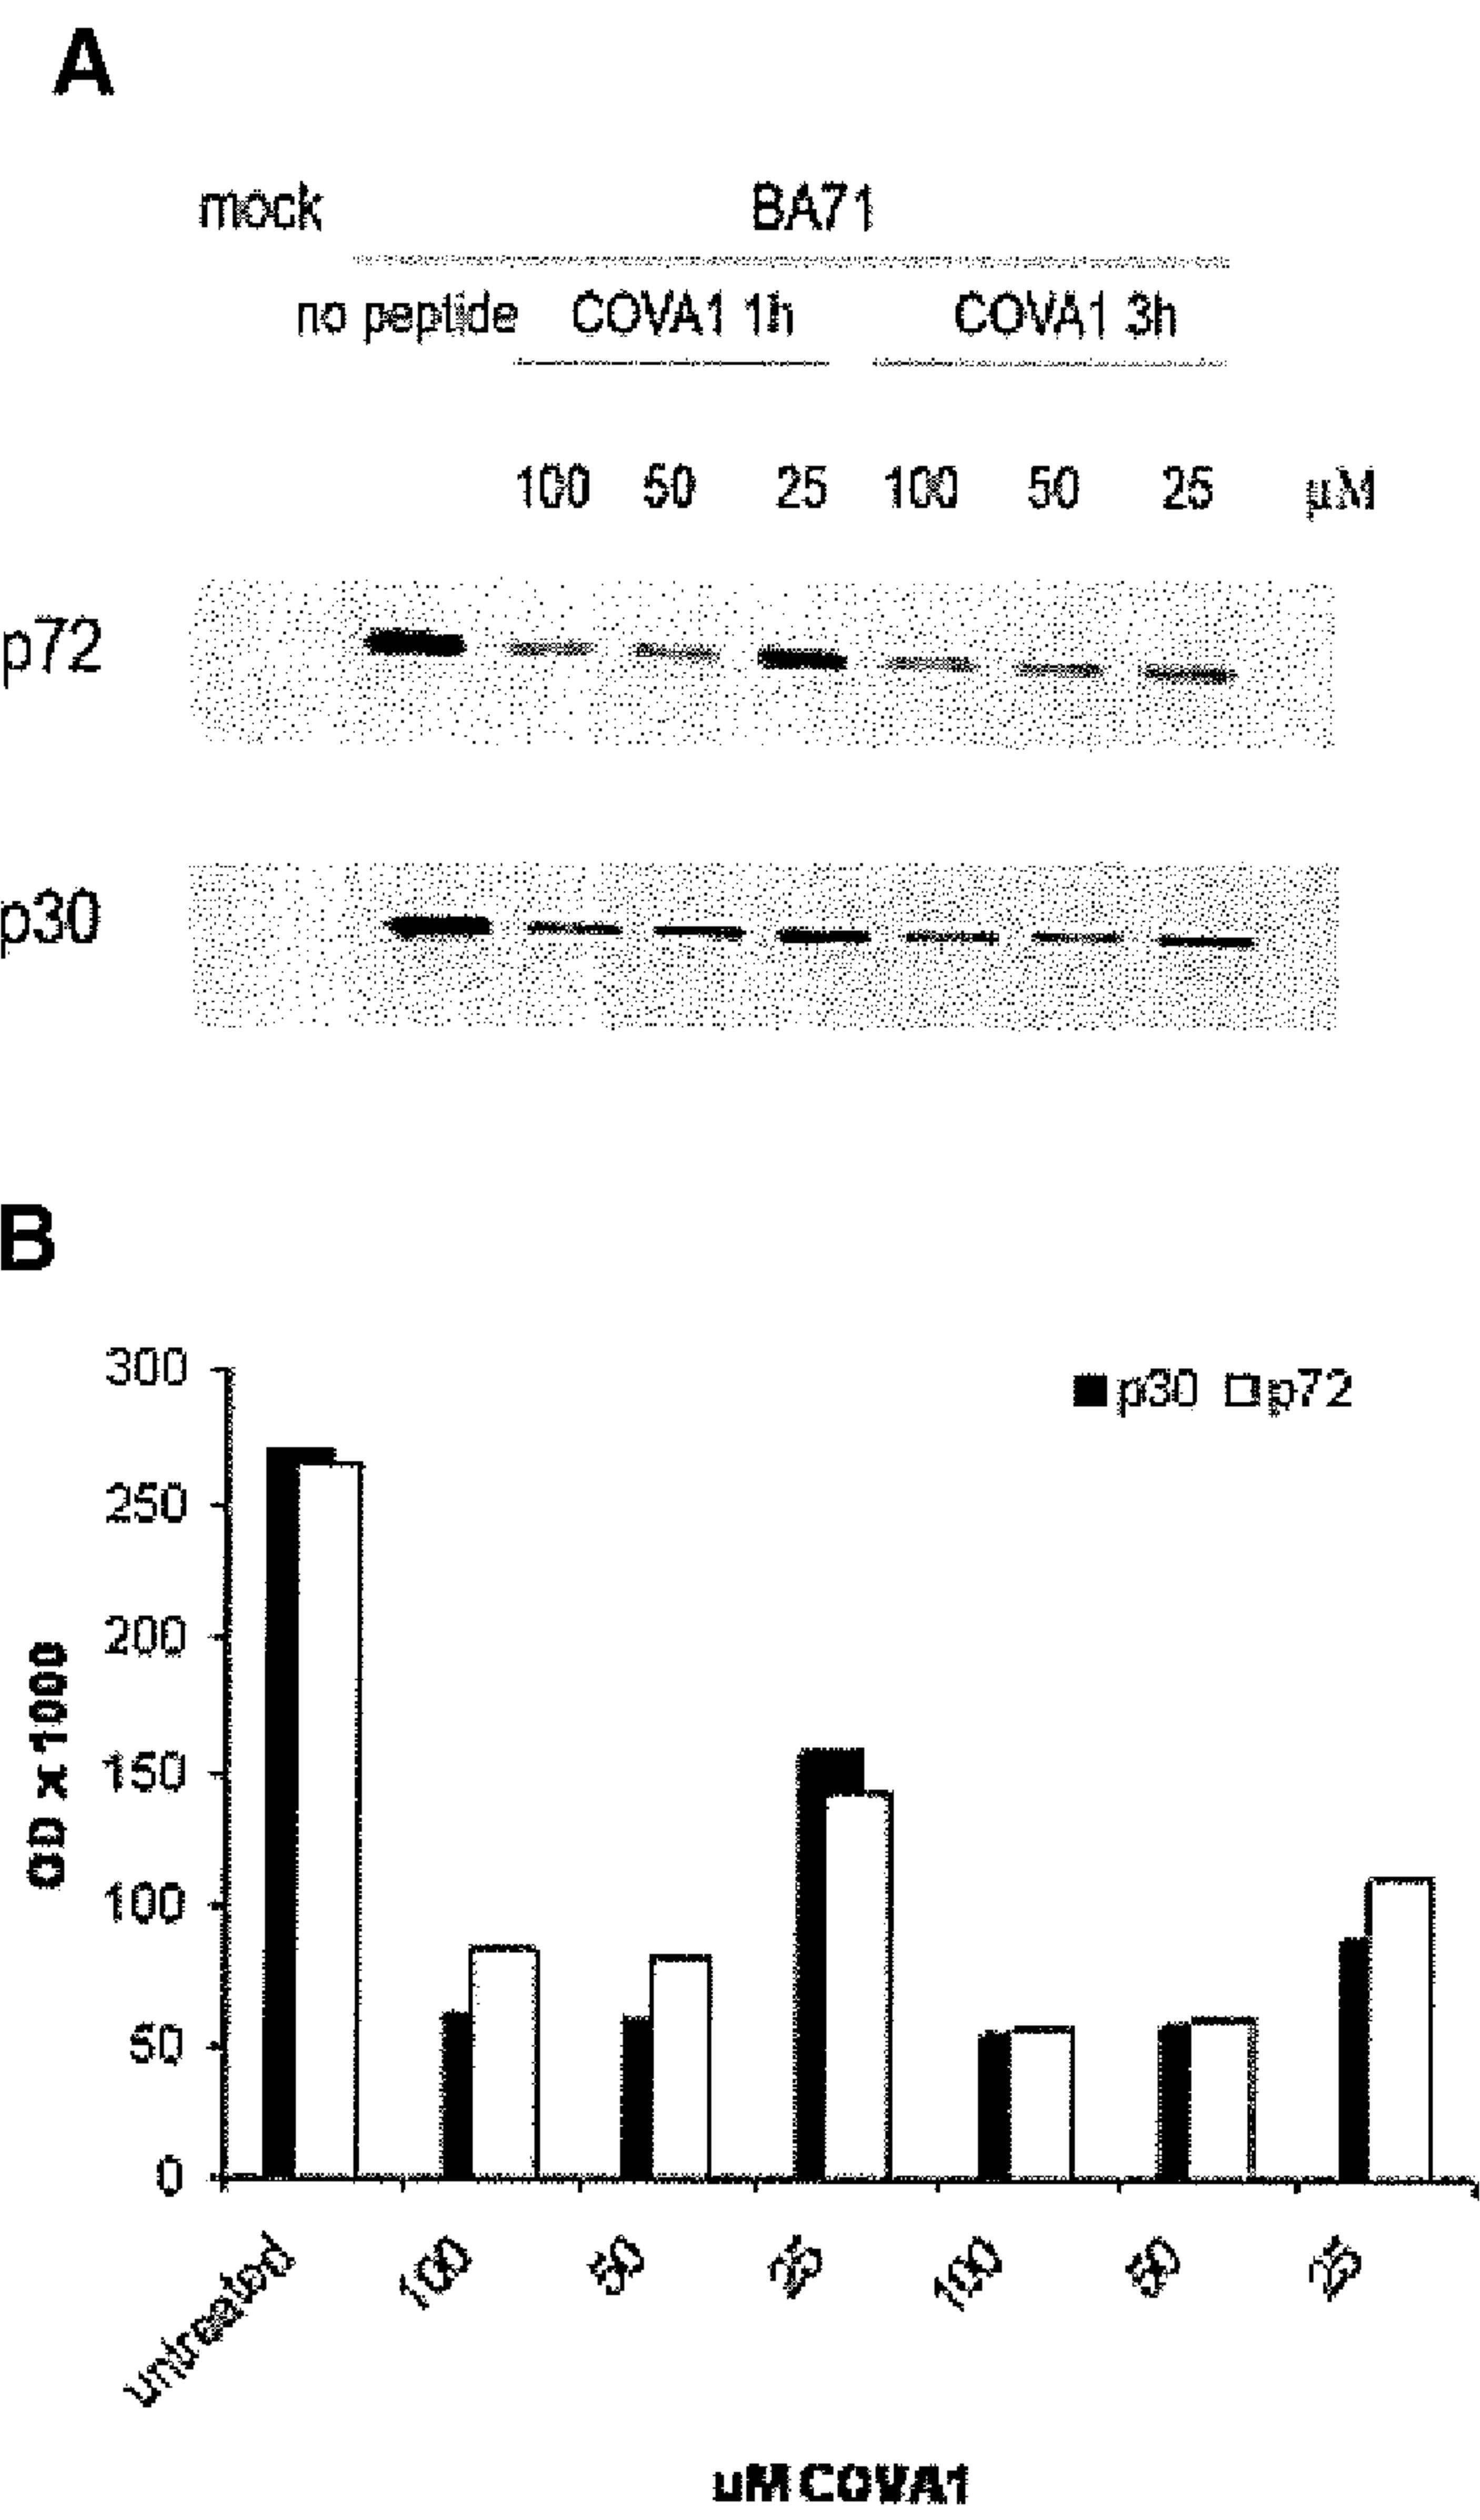 A
mock BA71
no peptide COVA1 1h COVA1 3h
100 50 25 100 50 25 µM
p72
p30
B
300
p30 p72
250
200
150
100
50
0
OD x 1000
untreated 100 50 25 100 50 25
uM COVA1